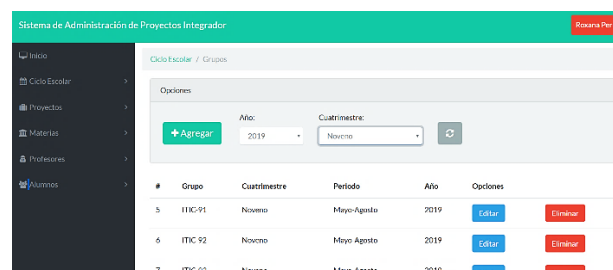 Sistema de Administración de Proyectos Integrador
Roxana Per
Inicio
Ciclo Escolar
Proyectos
Materias
Profesores
Alumnos
Ciclo Escolar / Grupos
Opciones
Año: Cuatrimestre:
+ Agregar 2019 Noveno
# Grupo Cuatrimestre Periodo Año Opciones
5 ITIC-91 Noveno Mayo-Agosto 2019 Editar Eliminar
6 ITIC 92 Noveno Mayo Agosto 2019 Editar Eliminar